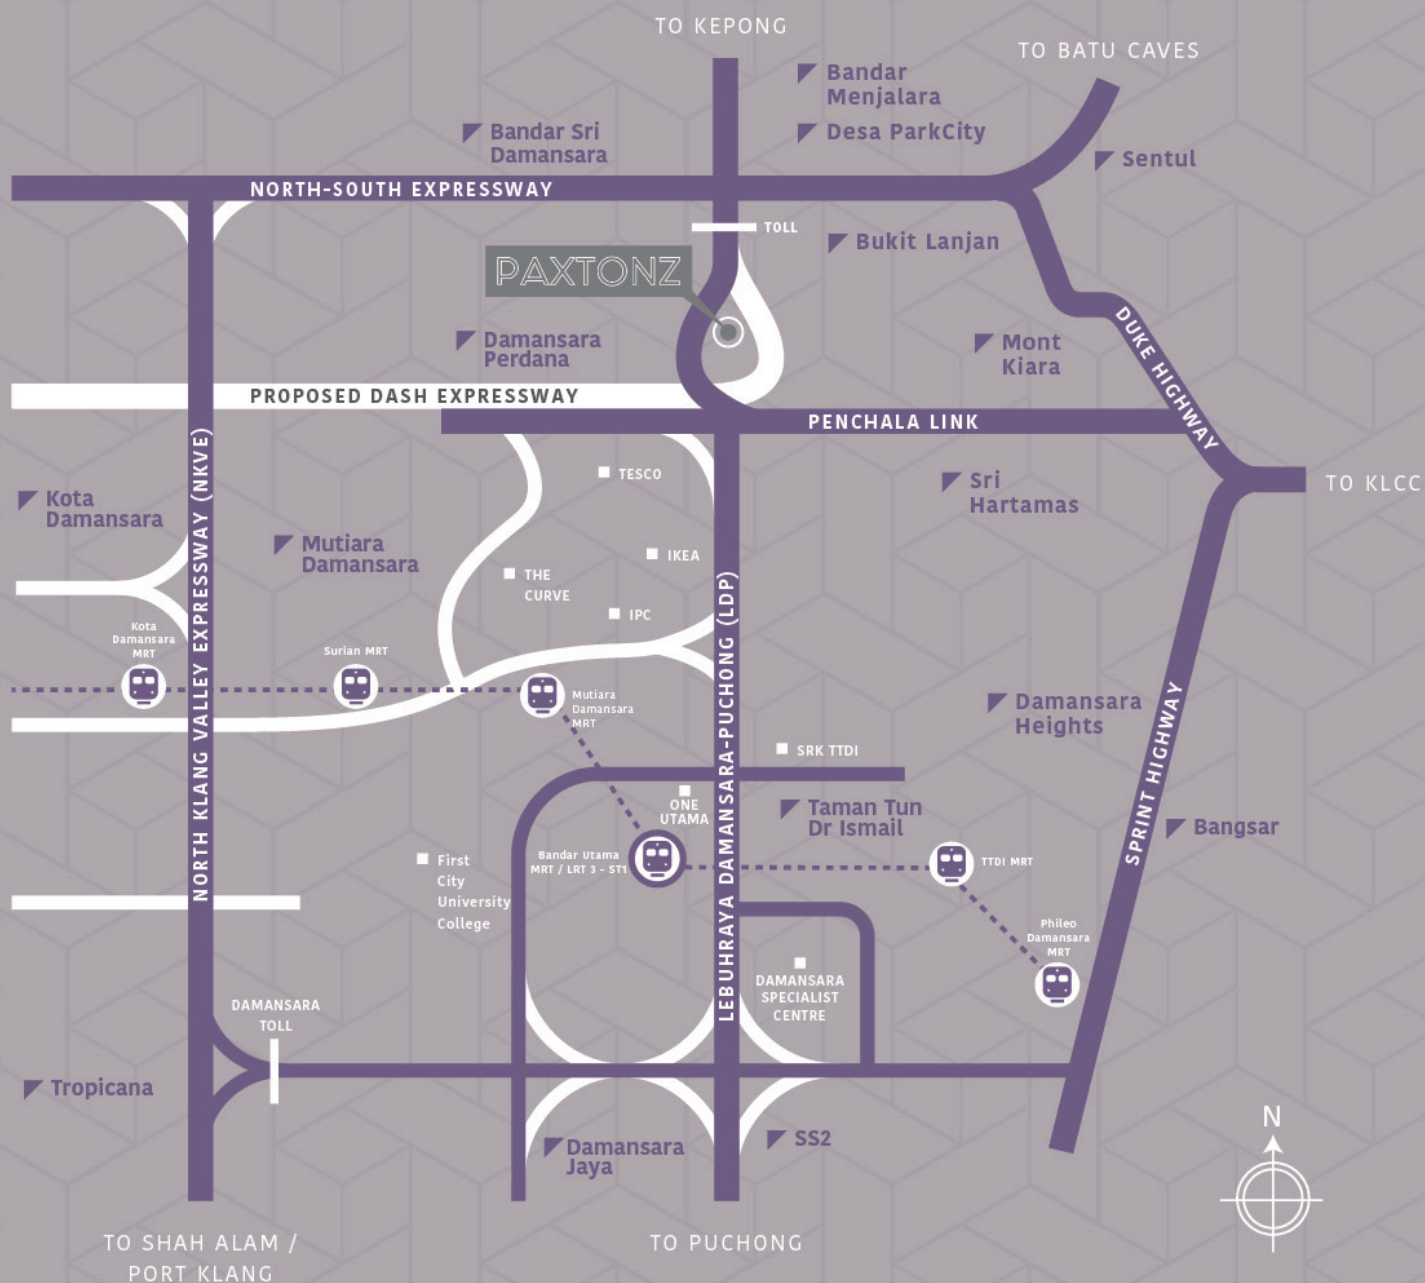 TO KEPONG
TO BATU CAVES
Bandar
Menjalara
Desa ParkCity
Bandar Sri
Damansara
Sentul
NORTH-SOUTH EXPRESSWAY
TOLL
Bukit Lanjan
PAXTONZ
DUKE HIGHWAY
Damansara
Perdana
Mont
Kiara
PROPOSED DASH EXPRESSWAY
PENCHALA LINK
TESCO
Sri
Hartamas
TO KLCC
Kota
Damansara
NORTH KLANG VALLEY EXPRESSWAY (NKVE)
Mutiara
Damansara
IKEA
THE
CURVE
IPC
LEBUHRAYA DAMANSARA-PUCHONG (LDP)
Kota
Damansara
MRT
Surian MRT
Mutiara
Damansara
MRT
Damansara
Heights
SPRINT HIGHWAY
SRK TTDI
ONE
UTAMA
Taman Tun
Dr Ismail
Bangsar
Bandar Utama
MRT / LRT 3 - ST1
TTDI MRT
First
City
University
College
Phileo
Damansara
MRT
DAMANSARA
SPECIALIST
CENTRE
DAMANSARA
TOLL
Tropicana
Damansara
Jaya
SS2
N
TO SHAH ALAM /
PORT KLANG
TO PUCHONG